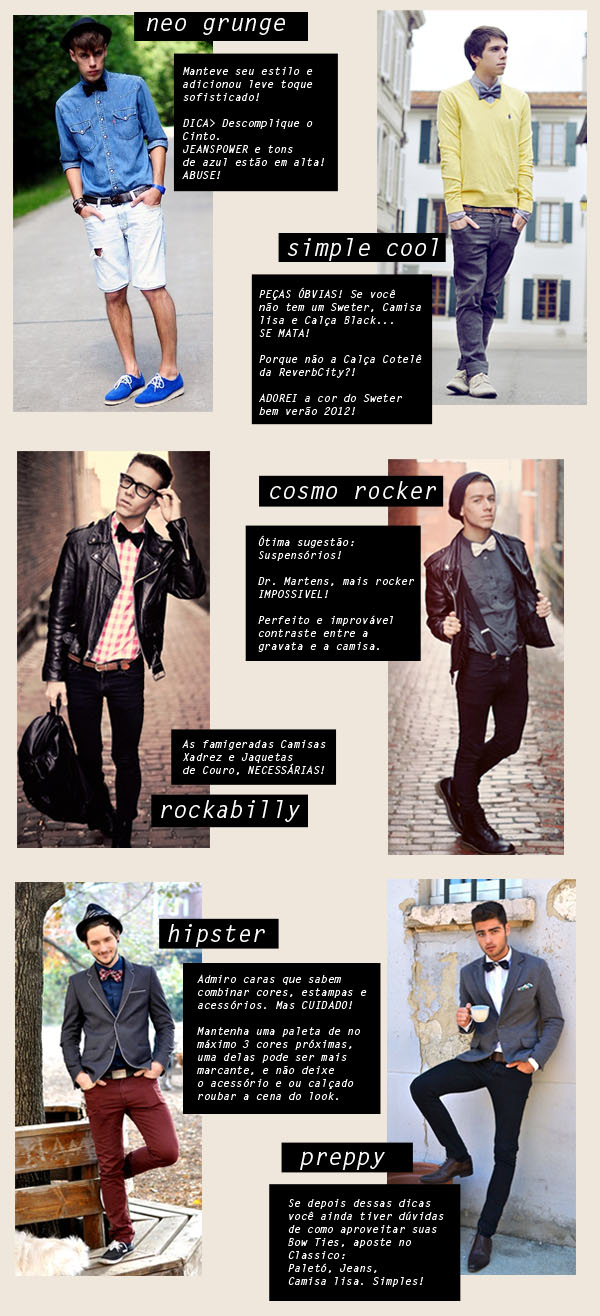 neo grunge
Manteve seu estilo e
adicionou leve toque
sofisticado!
DICA> Descomplique o
Cinto.
JEANSPOWER e tons
de azul estão em alta!
ABUSE!
simple cool
PEÇAS ÓBVIAS! Se você
não tem um Sweter, Camisa
lisa e Calça Black...
SE MATA!
Porque não a Calça Cotelê
da ReverbCity?!
ADOREI a cor do Sweter
bem verão 2012!
cosmo rocker
Ótima sugestão:
Suspensórios!
Dr. Martens, mais rocker
IMPOSSIVEL!
Perfeito e improvável
contraste entre a
gravata e a camisa.
As famigeradas Camisas
Xadrez e Jaquetas
de Couro, NECESSÁRIAS!
rockabilly
hipster
Admiro caras que sabem
combinar cores, estampas e
acessórios. Mas CUIDADO!
Mantenha uma paleta de no
máximo 3 cores próximas,
uma delas pode ser mais
marcante, e não deixe
o acessório e ou calçado
roubar a cena do look.
preppy
Se depois dessas dicas
você ainda tiver dúvidas
de como aproveitar suas
Bow Ties, aposte no
Classico:
Paletó, Jeans,
Camisa lisa. Simples!